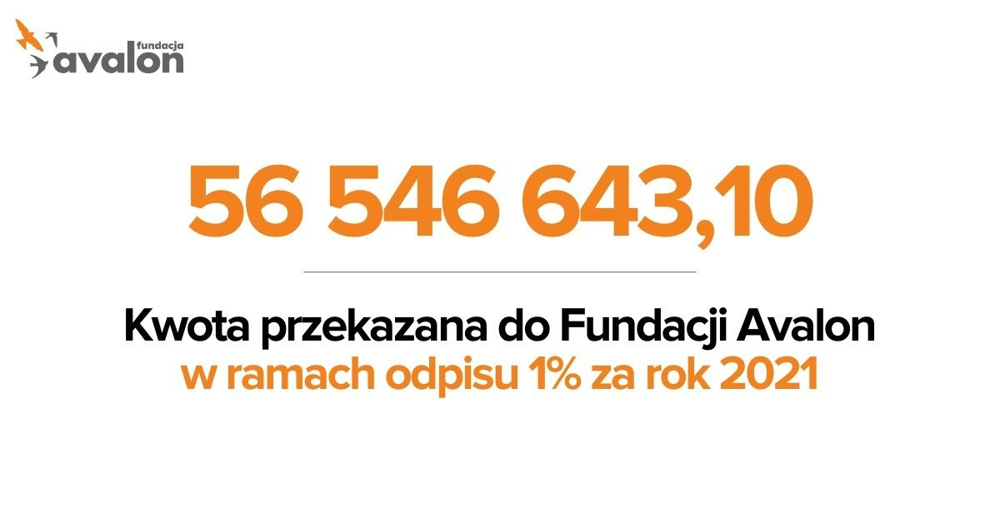 fundacja
avalon
56 546 643,10
Kwota przekazana do Fundacji Avalon
w ramach odpisu 1% za rok 2021